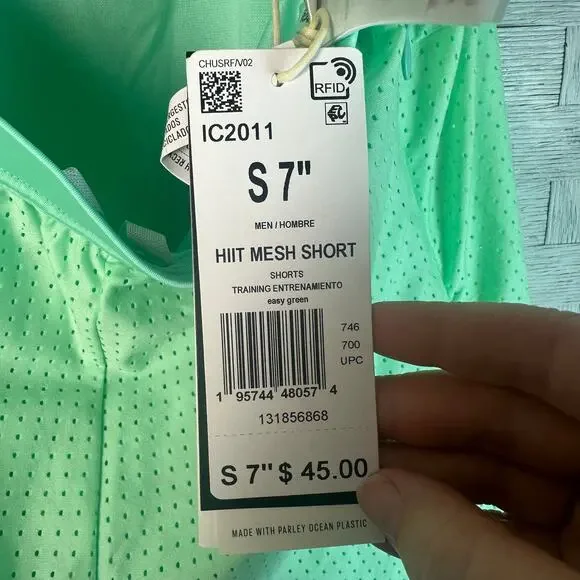 CHUSRF/V02
RFID
IC2011
S 7"
MEN / HOMBRE
HIIT MESH SHORT
SHORTS
TRAINING ENTRENAMIENTO
easy green
746
700
UPC
1 95744 48057 4
131856868
S 7" $ 45.00
MADE WITH PARLEY OCEAN PLASTIC